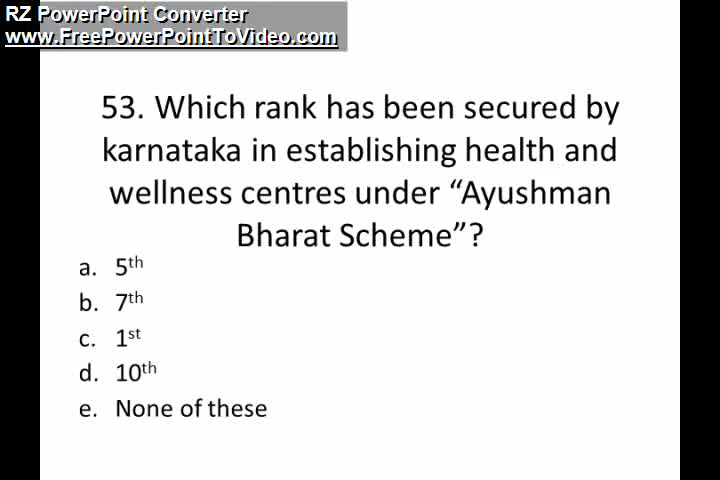 RZ PowerPoint Converter
www.FreePowerPointToVideo.com
53. Which rank has been secured by
karnataka in establishing health and
wellness centres under “Ayushman
Bharat Scheme”?
a. 5th
b. 7th
c. 1st
d. 10th
e. None of these